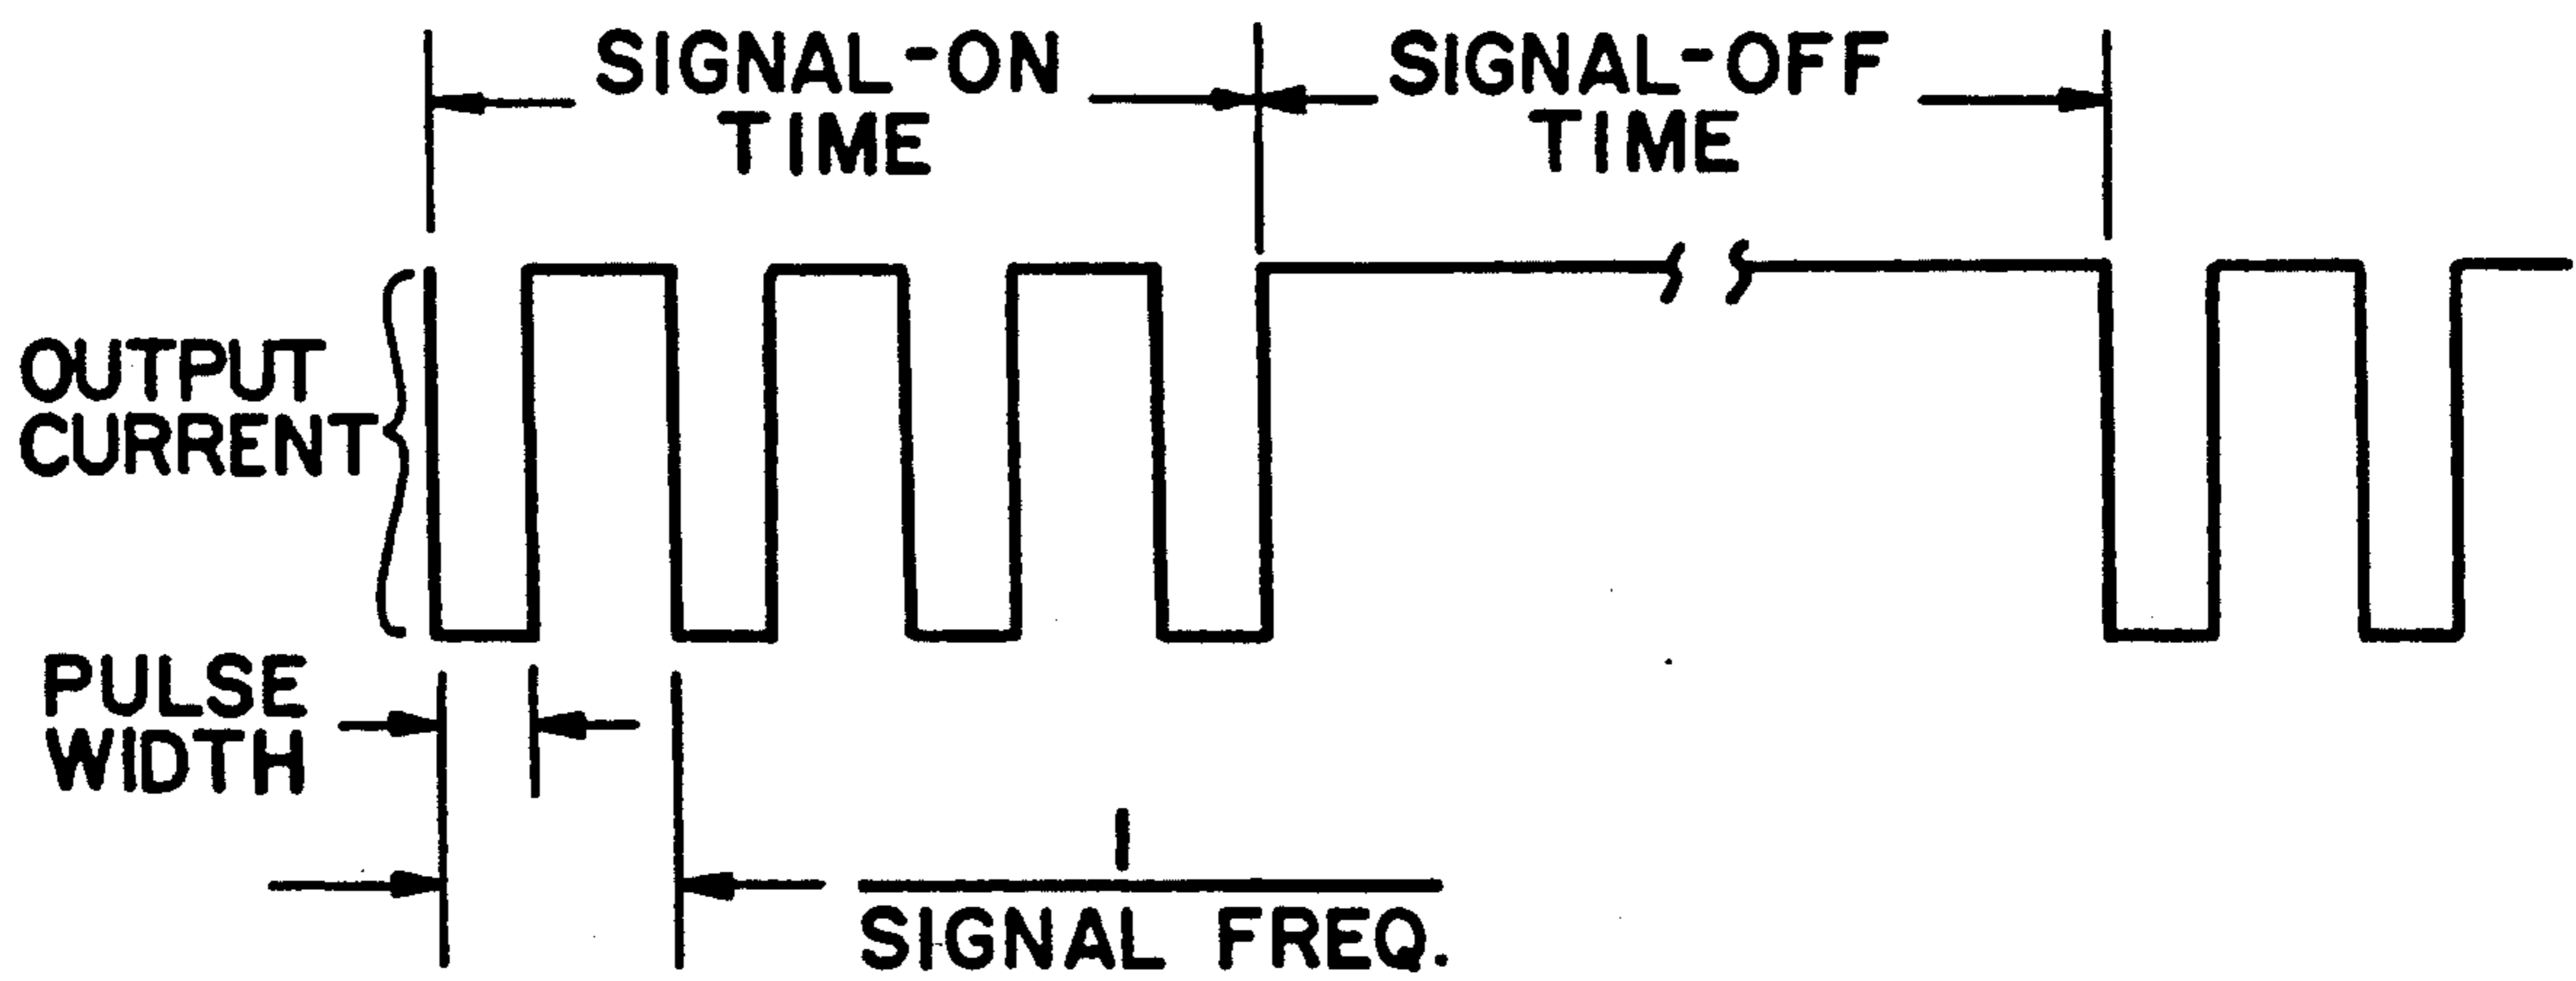 SIGNAL-ON
TIME
SIGNAL-OFF
TIME
OUTPUT
CURRENT
PULSE
WIDTH
1
SIGNAL FREQ.